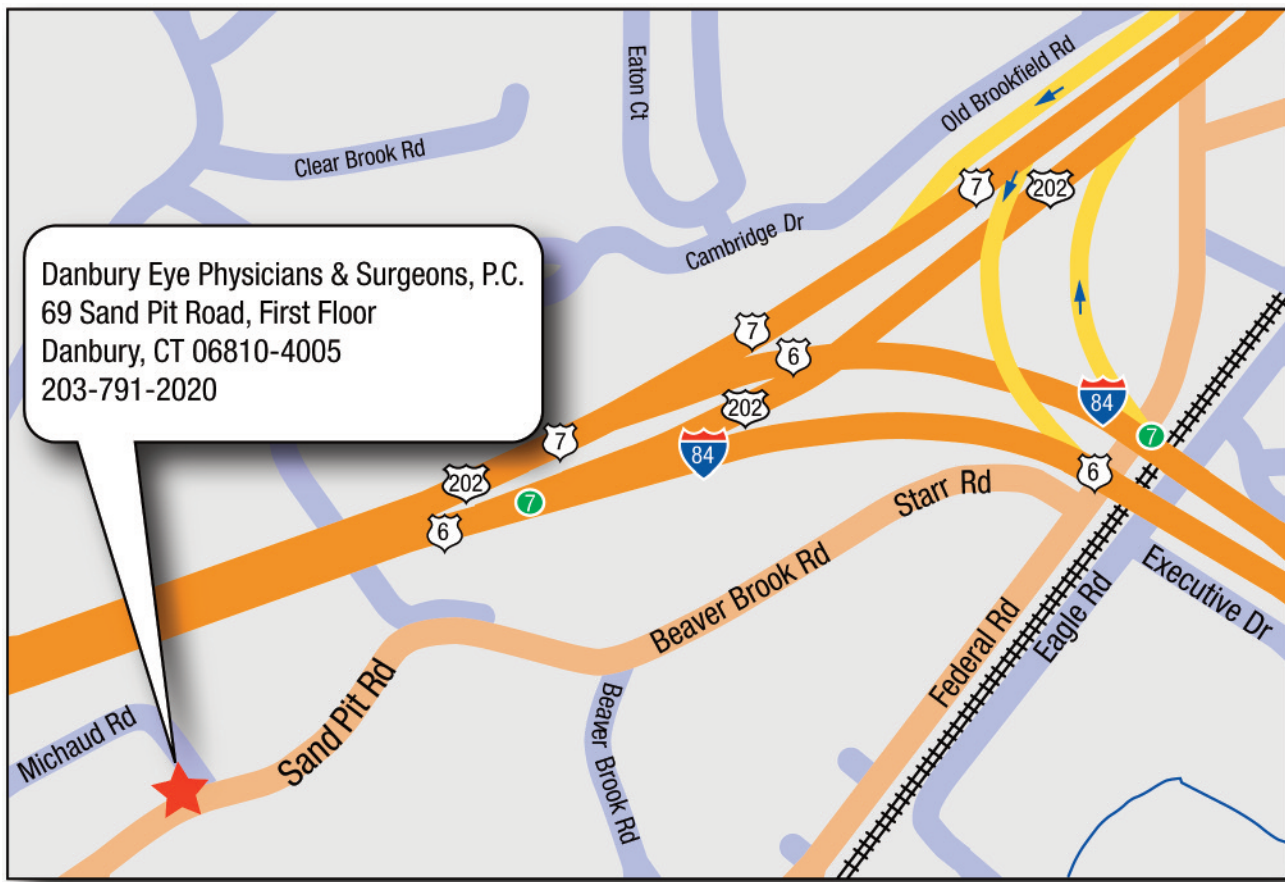 Eaton Ct
Old Brookfield Rd
Clear Brook Rd
7
202
Cambridge Dr
Danbury Eye Physicians & Surgeons, P.C.
69 Sand Pit Road, First Floor
Danbury, CT 06810-4005
203-791-2020
7
6
84
202
7
7
84
6
202
7
6
Starr Rd
Beaver Brook Rd
Executive Dr
Eagle Rd
Federal Rd
Sand Pit Rd
Beaver Brook Rd
Michaud Rd